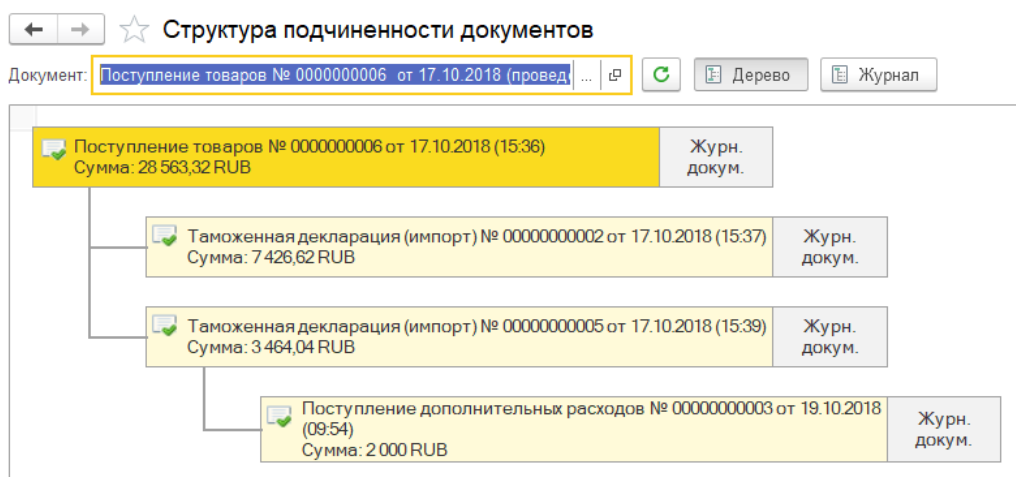 Структура подчиненности документов
Документ: Поступление товаров № 0000000006 от 17.10.2018 (провед ... Дерево Журнал
Поступление товаров № 0000000006 от 17.10.2018 (15:36) Журн.
Сумма: 28 563,32 RUB докум.
Таможенная декларация (импорт) № 00000000002 от 17.10.2018 (15:37) Журн.
Сумма: 7 426,62 RUB докум.
Таможенная декларация (импорт) № 00000000005 от 17.10.2018 (15:39) Журн.
Сумма: 3 464,04 RUB докум.
Поступление дополнительных расходов № 00000000003 от 19.10.2018 Журн.
(09:54) докум.
Сумма: 2 000 RUB